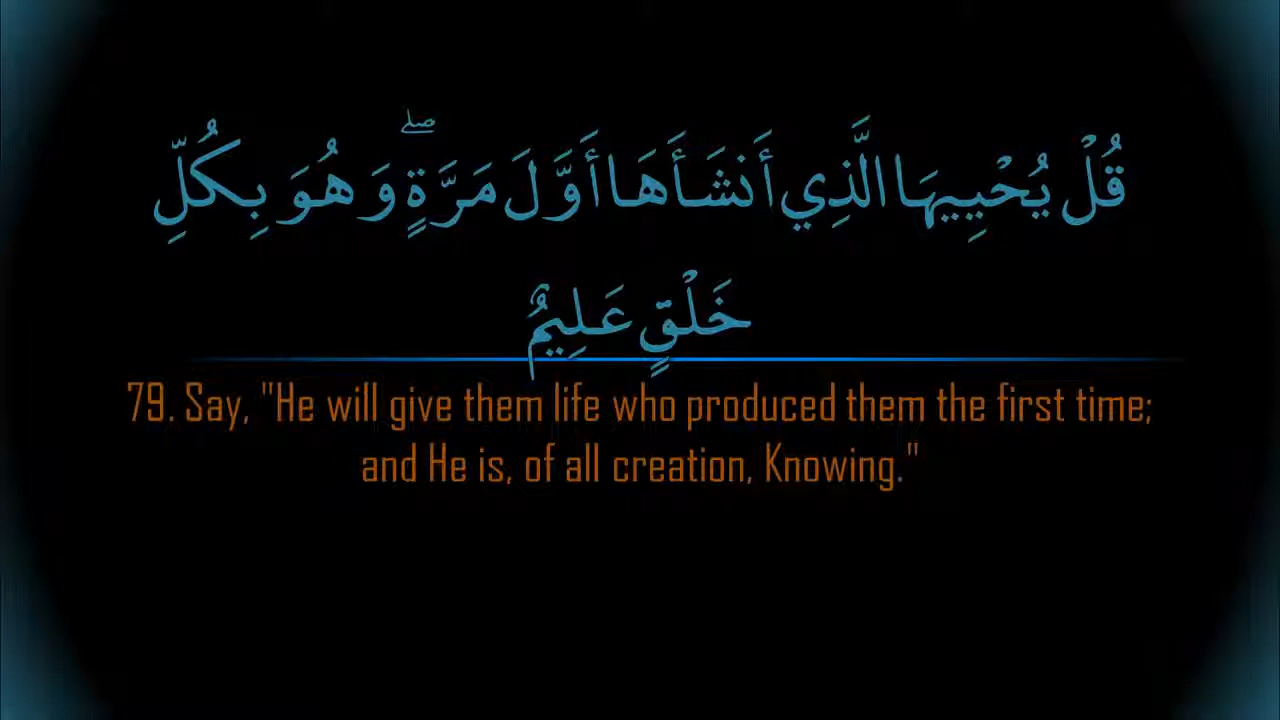 قُلْ يُحْيِيهَا الَّذِي أَنشَأَهَا أَوَّلَ مَرَّةٍ ۖ وَهُوَ بِكُلِّ
خَلْقٍ عَلِيمٌ
79. Say, "He will give them life who produced them the first time;
and He is, of all creation, Knowing."